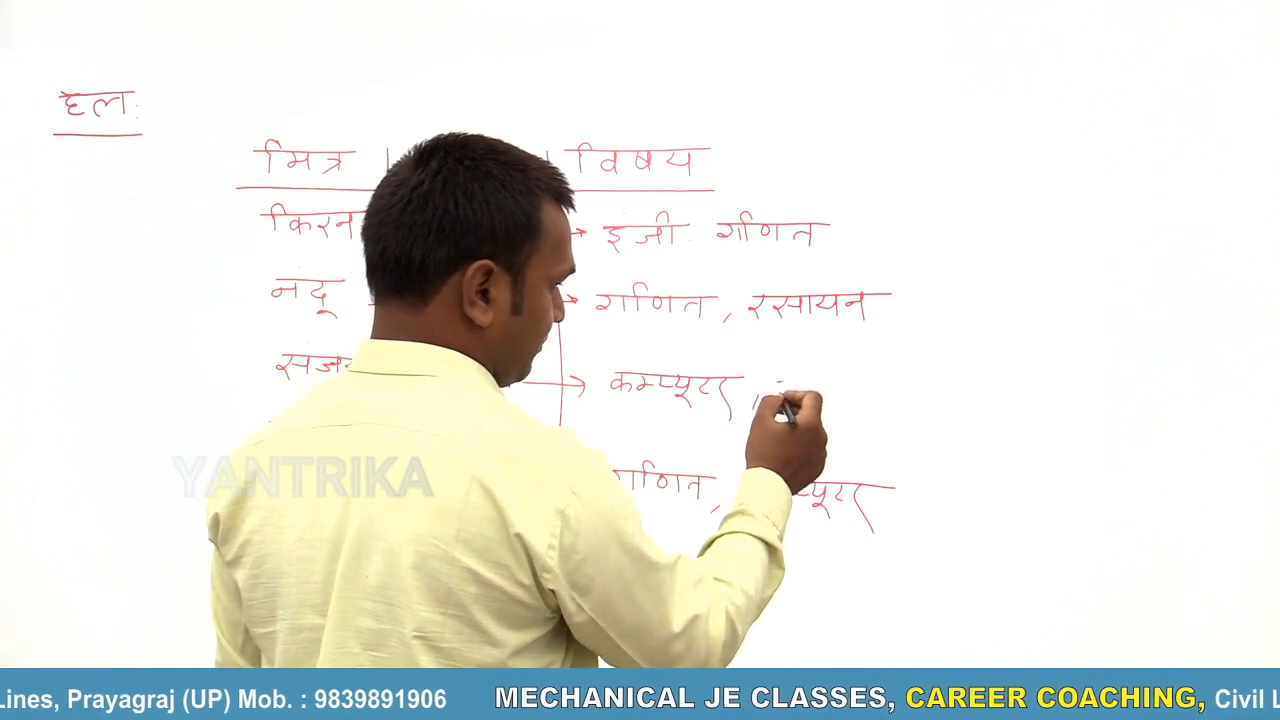 हल:
मित्र विषय
किरन इंजी. गणित
नंदू गणित, रसायन
कम्प्यूटर,
गणित,
YANTRIKA
Lines, Prayagraj (UP) Mob. : 9839891906 MECHANICAL JE CLASSES, CAREER COACHING, Civil L